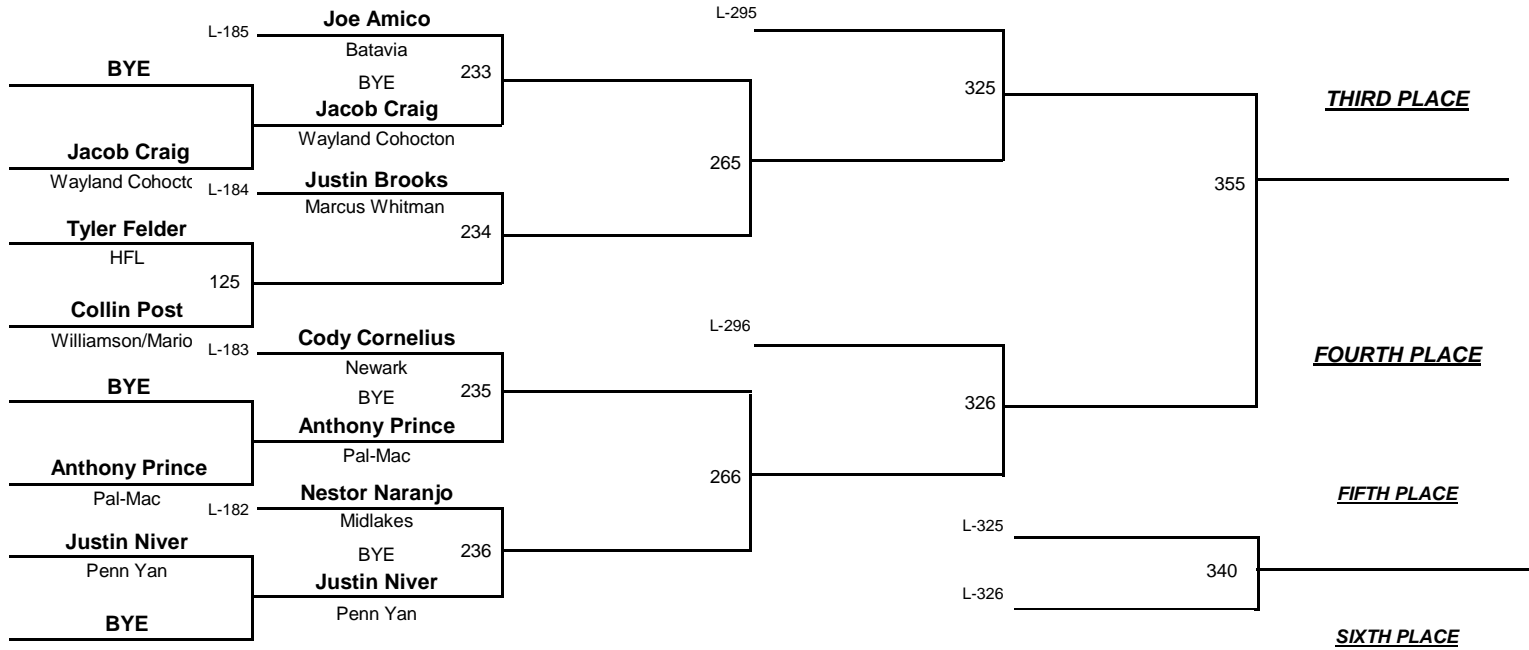 L-185
Joe Amico
Batavia
BYE
BYE
233
Jacob Craig
Wayland Cohocton
Jacob Craig
Wayland Cohoctc
L-184
Justin Brooks
Marcus Whitman
Tyler Felder
HFL
234
125
Collin Post
Williamson/Mario
L-183
Cody Cornelius
Newark
BYE
BYE
235
Anthony Prince
Pal-Mac
Anthony Prince
Pal-Mac
L-182
Nestor Naranjo
Midlakes
Justin Niver
Penn Yan
BYE
236
Justin Niver
Penn Yan
BYE
L-295
325
265
L-296
326
266
THIRD PLACE
355
FOURTH PLACE
FIFTH PLACE
L-325
340
L-326
SIXTH PLACE